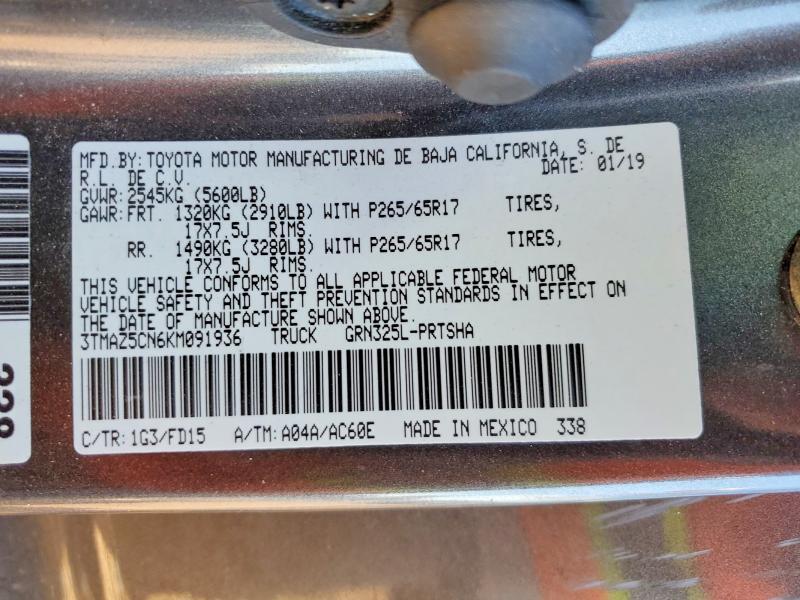 MFD.BY: TOYOTA MOTOR MANUFACTURING DE BAJA CALIFORNIA, S. DE
R.L. DE C.V. DATE: 01/19
GVWR: 2545KG (5600LB)
GAWR: FRT. 1320KG (2910LB) WITH P265/65R17 TIRES,
17X7.5J RIMS.
RR. 1490KG (3280LB) WITH P265/65R17 TIRES,
17X7.5J RIMS.
THIS VEHICLE CONFORMS TO ALL APPLICABLE FEDERAL MOTOR
VEHICLE SAFETY AND THEFT PREVENTION STANDARDS IN EFFECT ON
THE DATE OF MANUFACTURE SHOWN ABOVE.
3TMAZ5CN6KM091936 TRUCK GRN325L-PRTSHA
C/TR: 1G3/FD15 A/TM: A04A/AC60E MADE IN MEXICO 338